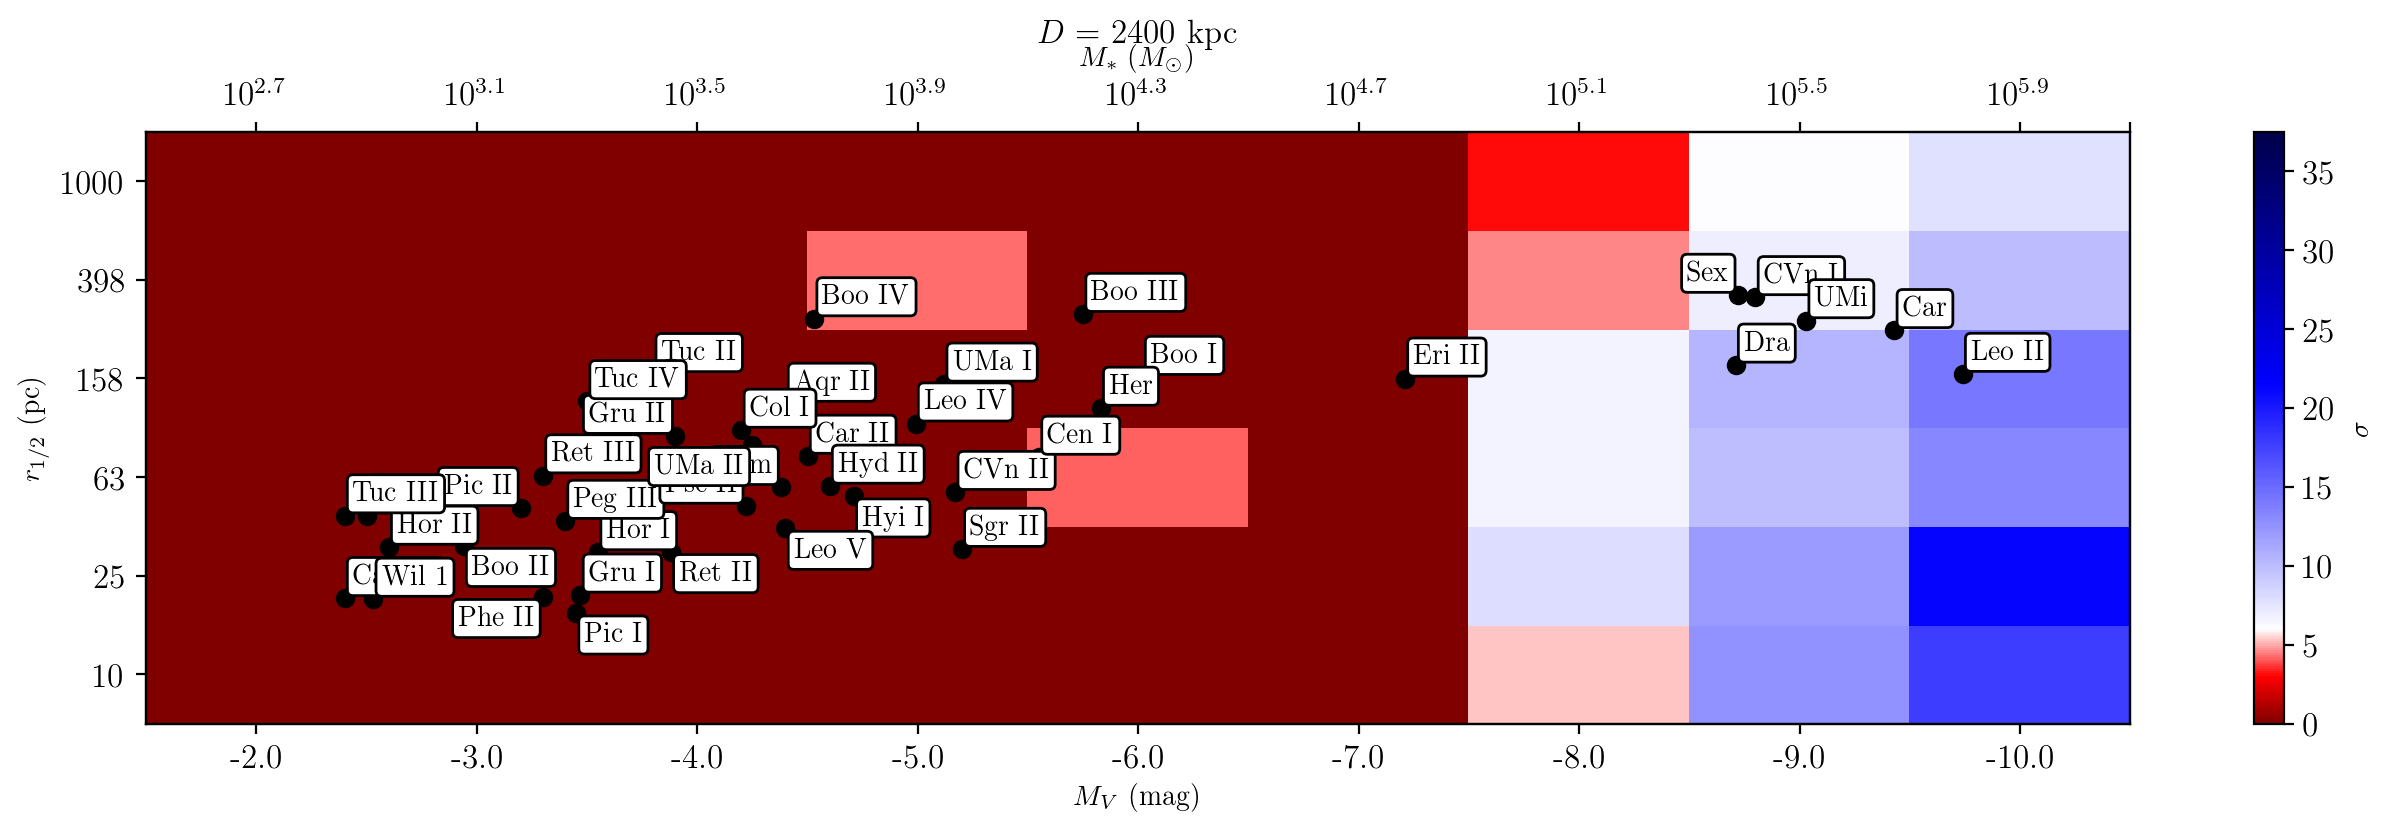 D = 2400 kpc
M* (M⊙)
10^2.7 10^3.1 10^3.5 10^3.9 10^4.3 10^4.7 10^5.1 10^5.5 10^5.9
1000
398
158
63
25
10
r1/2 (pc)
Sex
CVn I
UMi
Car
Boo IV
Boo III
Dra
Leo II
Tuc II
UMa I
Boo I
Eri II
Tuc IV
Aqr II
Her
Gru II
Col I
Leo IV
Ret III
Car II
Cen I
UMa II
Hyd II
CVn II
Tuc III
Pic II
Peg III
Hor II
Hor I
Hyi I
Sgr II
Leo V
Wil 1
Boo II
Gru I
Ret II
Phe II
Pic I
-2.0 -3.0 -4.0 -5.0 -6.0 -7.0 -8.0 -9.0 -10.0
MV (mag)
35
30
25
20
15
10
5
0
σ